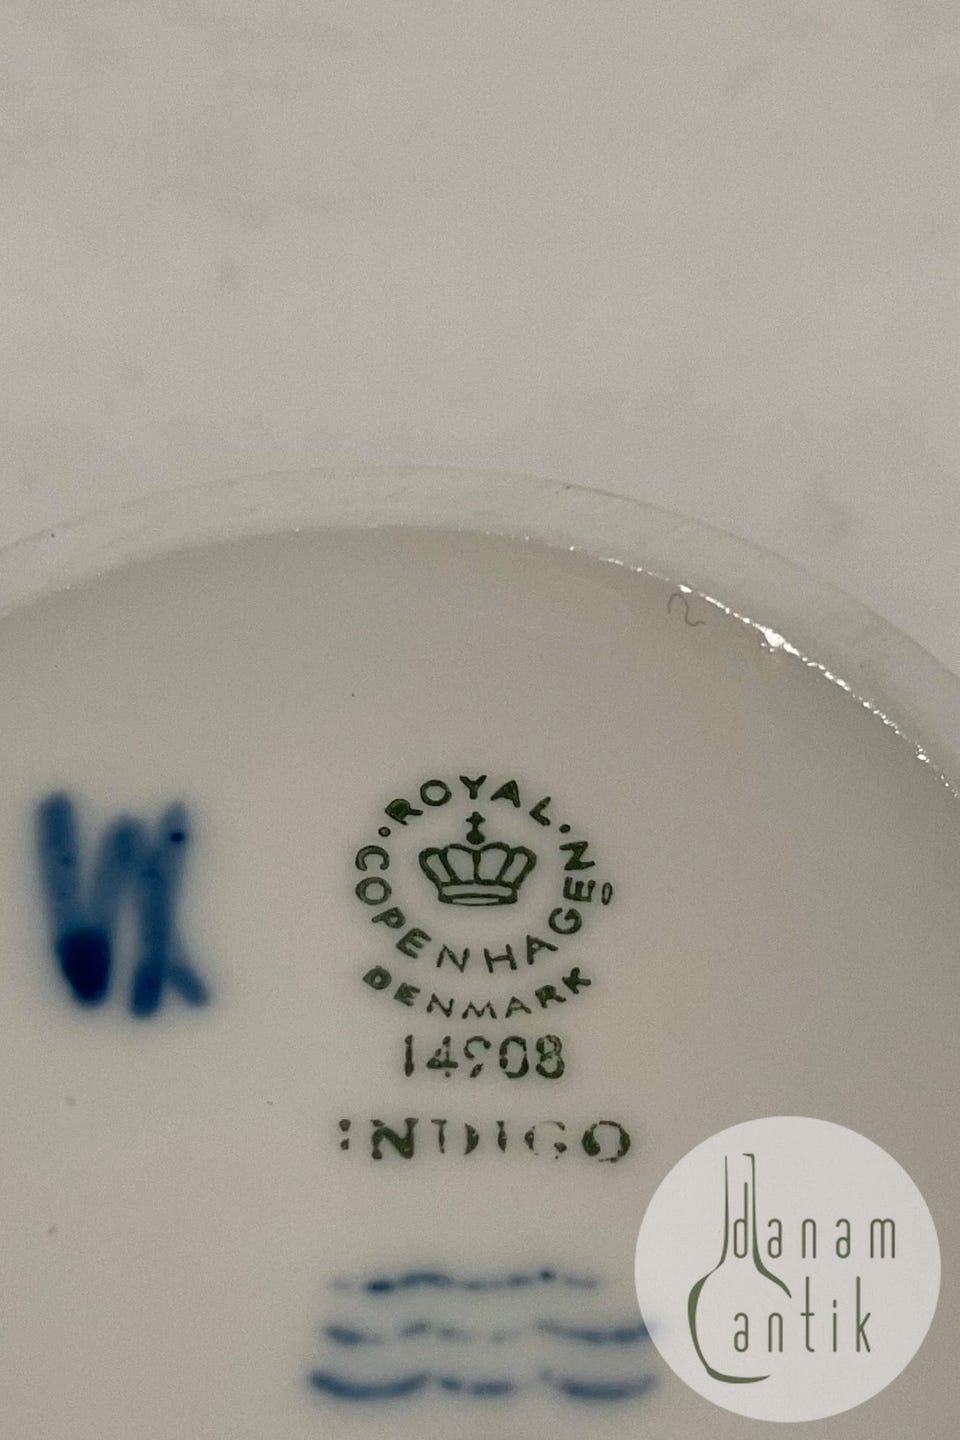 ROYAL
COPENHAGEN
DENMARK
14908
INDIGO
danam
antik